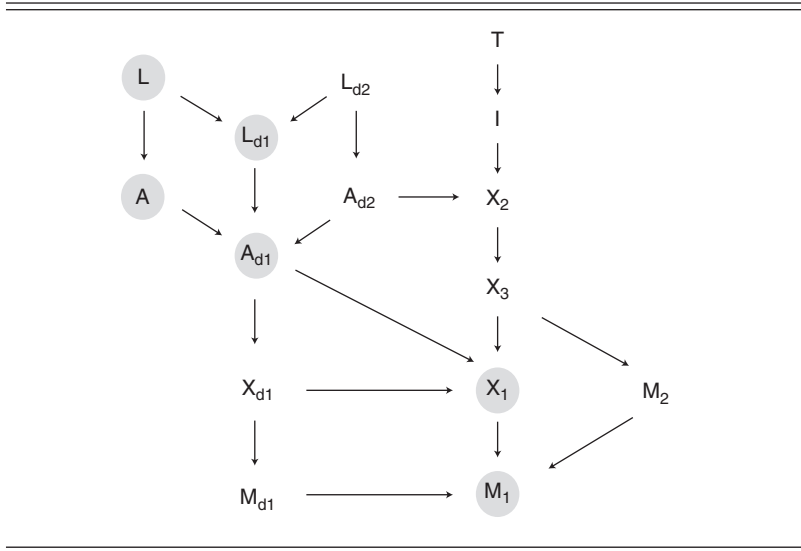 T
L
L_d2
I
L_d1
A
A_d2
X_2
A_d1
X_3
X_d1
X_1
M_2
M_d1
M_1